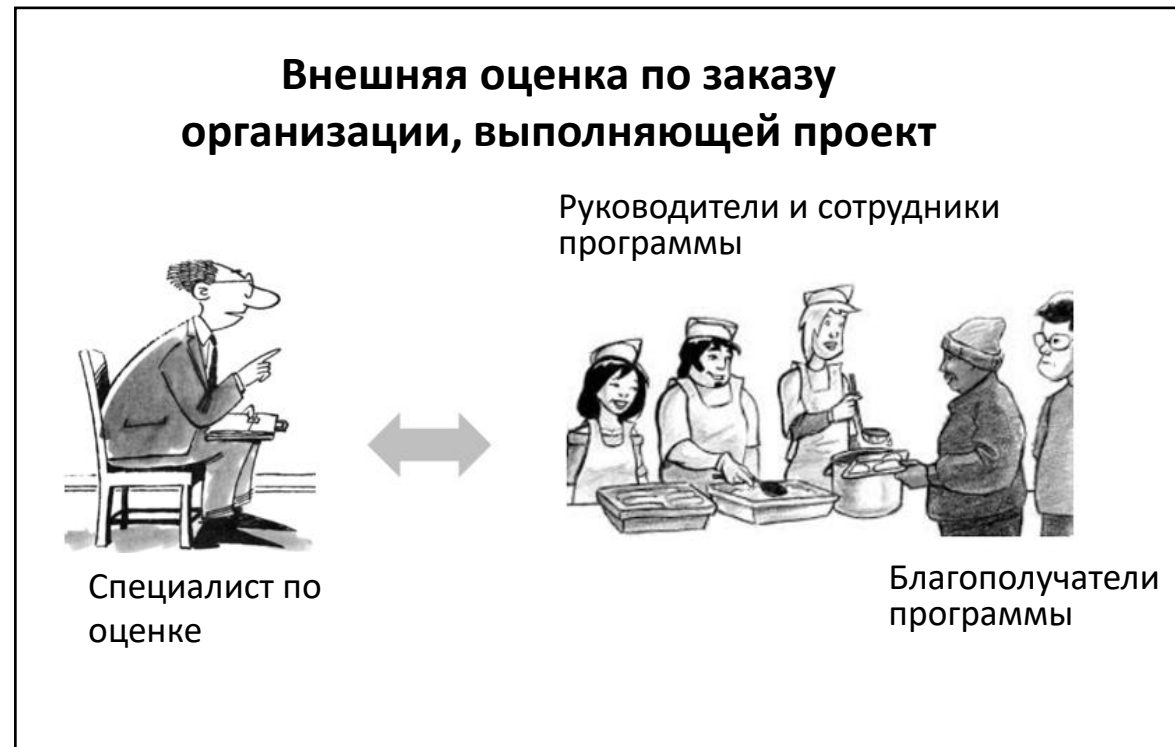 Внешняя оценка по заказу
организации, выполняющей проект
Руководители и сотрудники
программы
Специалист по
оценке
Благополучатели
программы